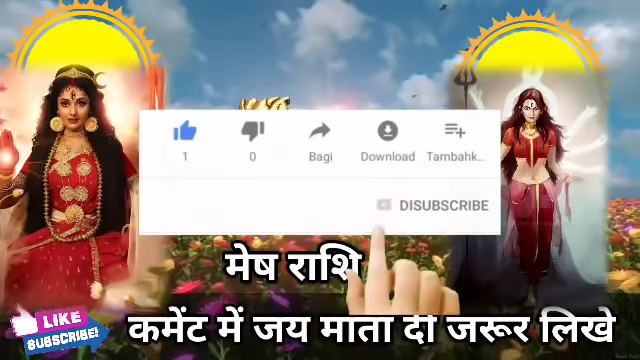 1 0 Bagi Download Tambahk...
DISUBSCRIBE
मेष राशि
LIKE
SUBSCRIBE!
कमेंट में जय माता दी जरूर लिखे